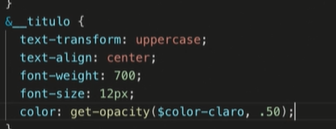 }
&__titulo {
text-transform: uppercase;
text-align: center;
font-weight: 700;
font-size: 12px;
color: get-opacity($color-claro, .50);
}